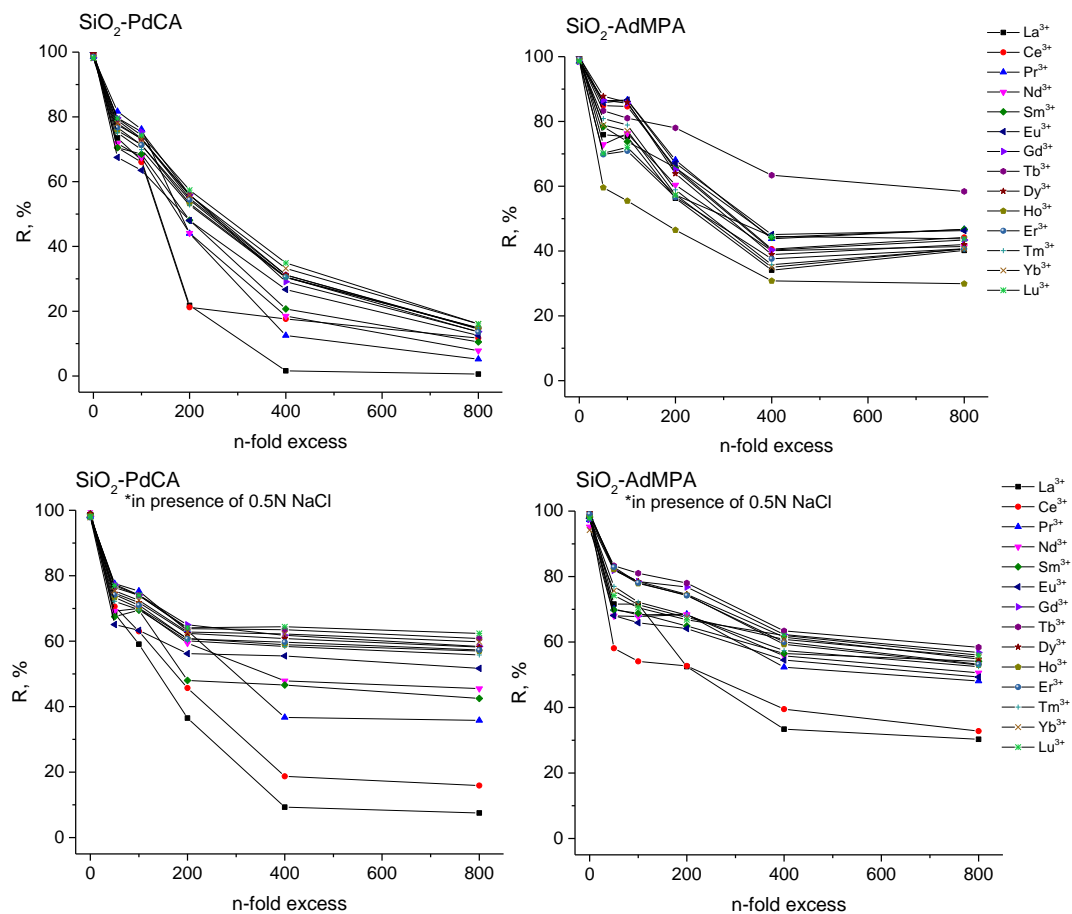 SiO2-PdCA
R, %
100
80
60
40
20
0
0 200 400 600 800
n-fold excess
SiO2-AdMPA
R, %
100
80
60
40
20
0
0 200 400 600 800
n-fold excess
La3+
Ce3+
Pr3+
Nd3+
Sm3+
Eu3+
Gd3+
Tb3+
Dy3+
Ho3+
Er3+
Tm3+
Yb3+
Lu3+
SiO2-PdCA
*in presence of 0.5N NaCl
R, %
100
80
60
40
20
0
0 200 400 600 800
n-fold excess
SiO2-AdMPA
*in presence of 0.5N NaCl
R, %
100
80
60
40
20
0
0 200 400 600 800
n-fold excess
La3+
Ce3+
Pr3+
Nd3+
Sm3+
Eu3+
Gd3+
Tb3+
Dy3+
Ho3+
Er3+
Tm3+
Yb3+
Lu3+